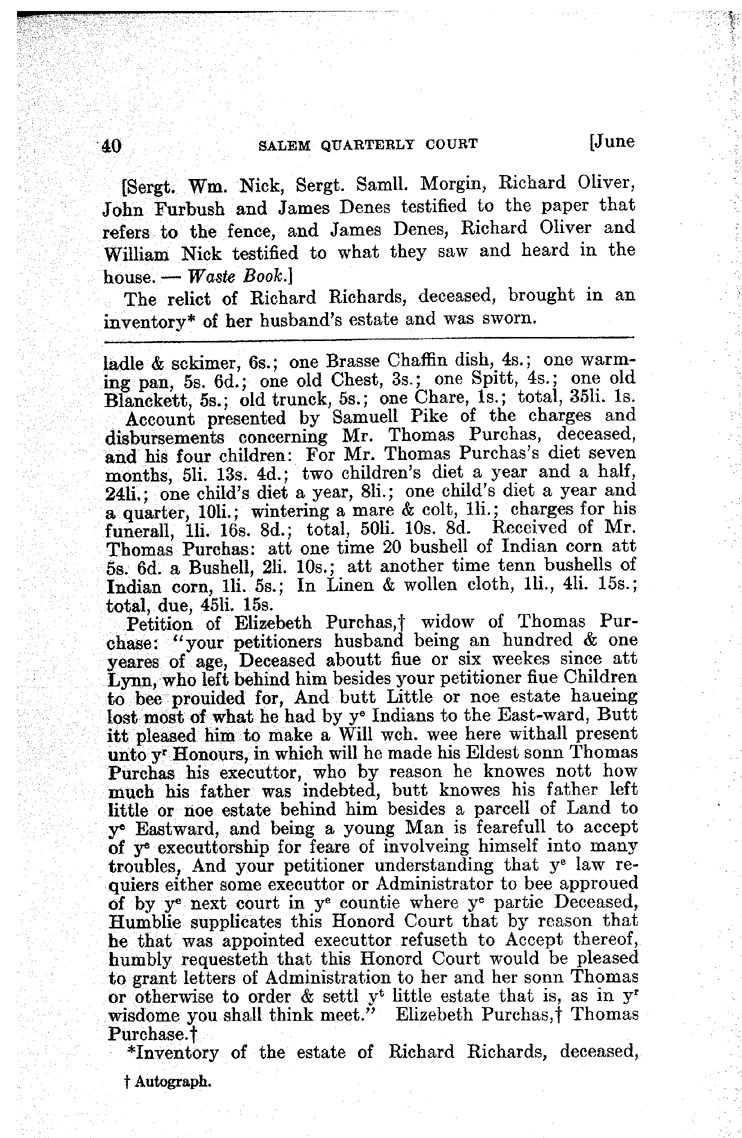 40 SALEM QUARTERLY COURT [June
[Sergt. Wm. Nick, Sergt. Samll. Morgin, Richard Oliver,
John Furbush and James Denes testified to the paper that
refers to the fence, and James Denes, Richard Oliver and
William Nick testified to what they saw and heard in the
house. — Waste Book.]
The relict of Richard Richards, deceased, brought in an
inventory* of her husband's estate and was sworn.
ladle & sckimer, 6s.; one Brasse Chaffin dish, 4s.; one warm-
ing pan, 5s. 6d.; one old Chest, 3s.; one Spitt, 4s.; one old
Blanckett, 5s.; old trunck, 5s.; one Chare, 1s.; total, 35li. 1s.
Account presented by Samuell Pike of the charges and
disbursements concerning Mr. Thomas Purchas, deceased,
and his four children: For Mr. Thomas Purchas's diet seven
months, 5li. 13s. 4d.; two children's diet a year and a half,
24li.; one child's diet a year, 8li.; one child's diet a year and
a quarter, 10li.; wintering a mare & colt, 1li.; charges for his
funerall, 1li. 16s. 8d.; total, 50li. 10s. 8d. Received of Mr.
Thomas Purchas: att one time 20 bushell of Indian corn att
5s. 6d. a Bushell, 2li. 10s.; att another time tenn bushells of
Indian corn, 1li. 5s.; In Linen & wollen cloth, 1li., 4li. 15s.;
total, due, 45li. 15s.
Petition of Elizebeth Purchas,† widow of Thomas Pur-
chase: "your petitioners husband being an hundred & one
yeares of age, Deceased aboutt fiue or six weekes since att
Lynn, who left behind him besides your petitioner fiue Children
to bee prouided for, And butt Little or noe estate haueing
lost most of what he had by yᵉ Indians to the East-ward, Butt
itt pleased him to make a Will wch. wee here withall present
unto yʳ Honours, in which will he made his Eldest sonn Thomas
Purchas his executtor, who by reason he knowes nott how
much his father was indebted, butt knowes his father left
little or noe estate behind him besides a parcell of Land to
yᵉ Eastward, and being a young Man is fearefull to accept
of yᵉ executtorship for feare of involveing himself into many
troubles, And your petitioner understanding that yᵉ law re-
quiers either some executtor or Administrator to bee approued
of by yᵉ next court in yᵉ countie where yᵉ partie Deceased,
Humblie supplicates this Honord Court that by reason that
he that was appointed executtor refuseth to Accept thereof,
humbly requesteth that this Honord Court would be pleased
to grant letters of Administration to her and her sonn Thomas
or otherwise to order & settl yᵗ little estate that is, as in yʳ
wisdome you shall think meet." Elizebeth Purchas,† Thomas
Purchase.†
*Inventory of the estate of Richard Richards, deceased,
† Autograph.